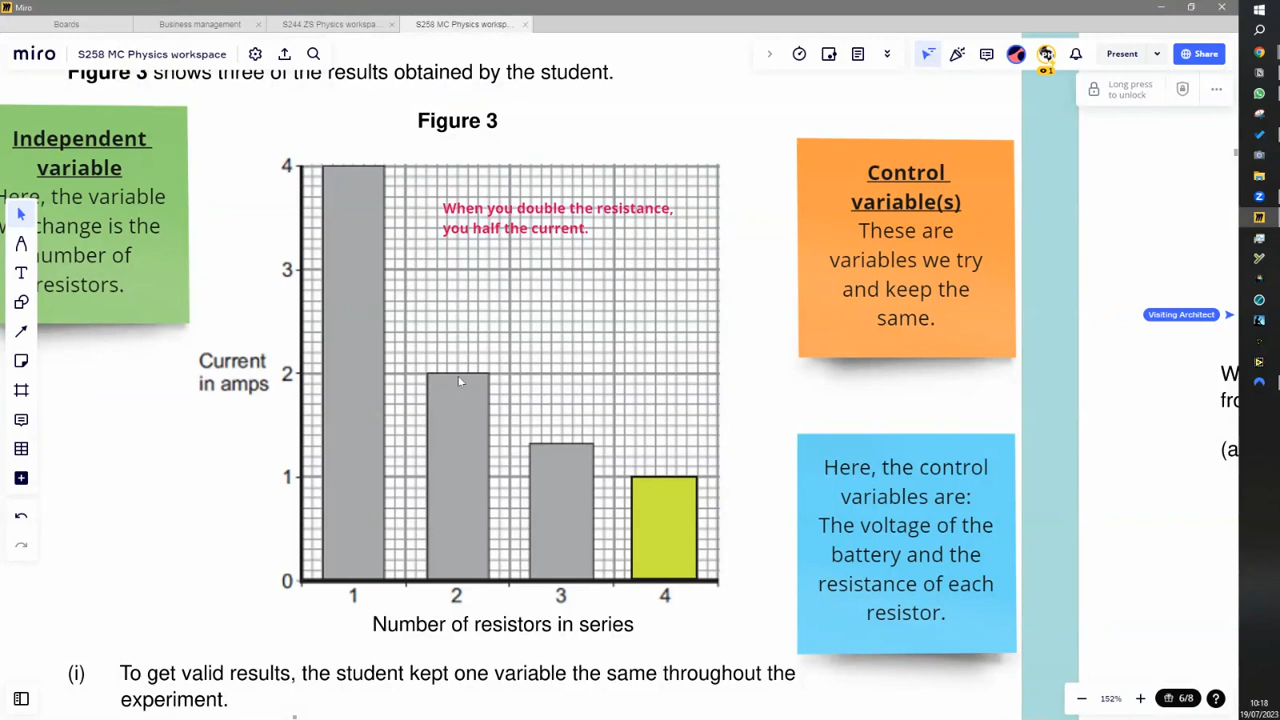 Miro
Boards
Business management
S244 ZS Physics workspa...
S258 MC Physics worksp...
miro
S258 MC Physics workspace
Present
Share
Long press
to unlock
Figure 3 shows three of the results obtained by the student.
Figure 3
Independent
variable
Here, the variable
change is the
number of
resistors.
When you double the resistance,
you half the current.
4
3
2
1
0
Current
in amps
1 2 3 4
Number of resistors in series
Control
variable(s)
These are
variables we try
and keep the
same.
Here, the control
variables are:
The voltage of the
battery and the
resistance of each
resistor.
Visiting Architect
(a
(i) To get valid results, the student kept one variable the same throughout the
experiment.
152%
6/8
10:18
19/07/2023